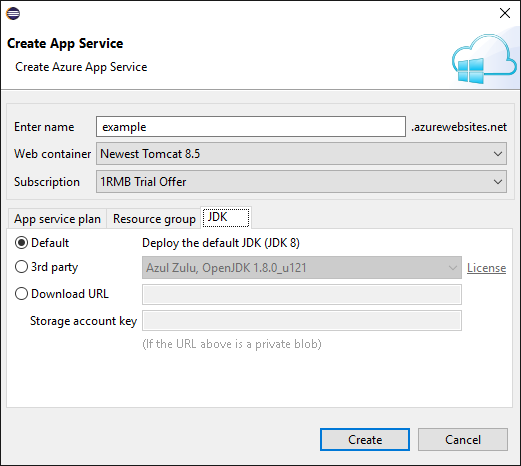 Create App Service
Create Azure App Service
Enter name example .azurewebsites.net
Web container Newest Tomcat 8.5
Subscription 1RMB Trial Offer
App service plan Resource group JDK
Default Deploy the default JDK (JDK 8)
3rd party Azul Zulu, OpenJDK 1.8.0_u121 License
Download URL
Storage account key
(If the URL above is a private blob)
Create Cancel